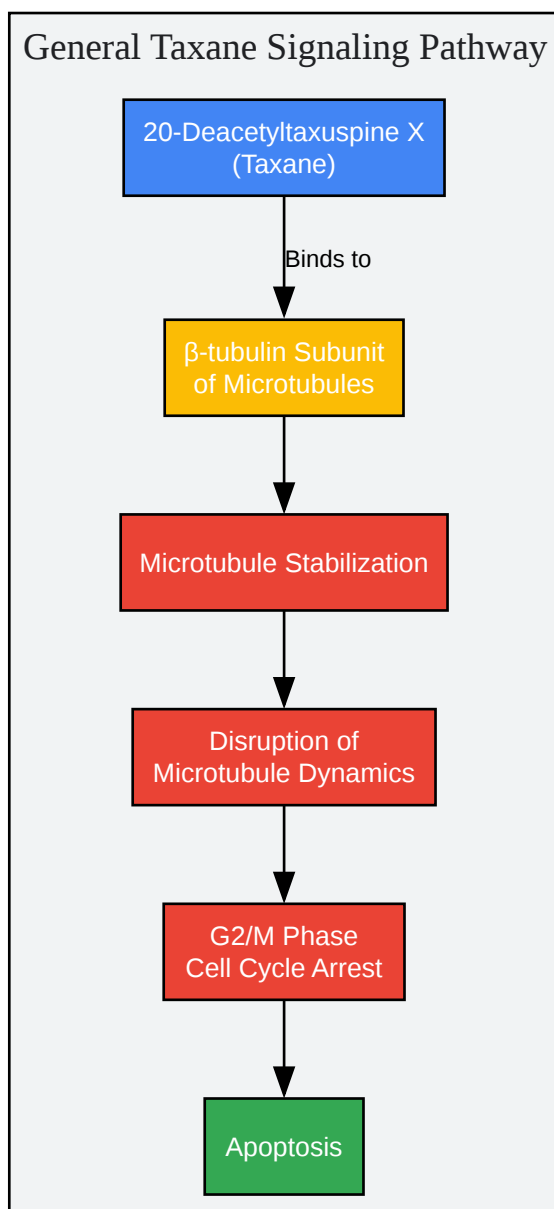 General Taxane Signaling Pathway
20-Deacetyltaxuspine X
(Taxane)
Binds to
β-tubulin Subunit
of Microtubules
Microtubule Stabilization
Disruption of
Microtubule Dynamics
G2/M Phase
Cell Cycle Arrest
Apoptosis